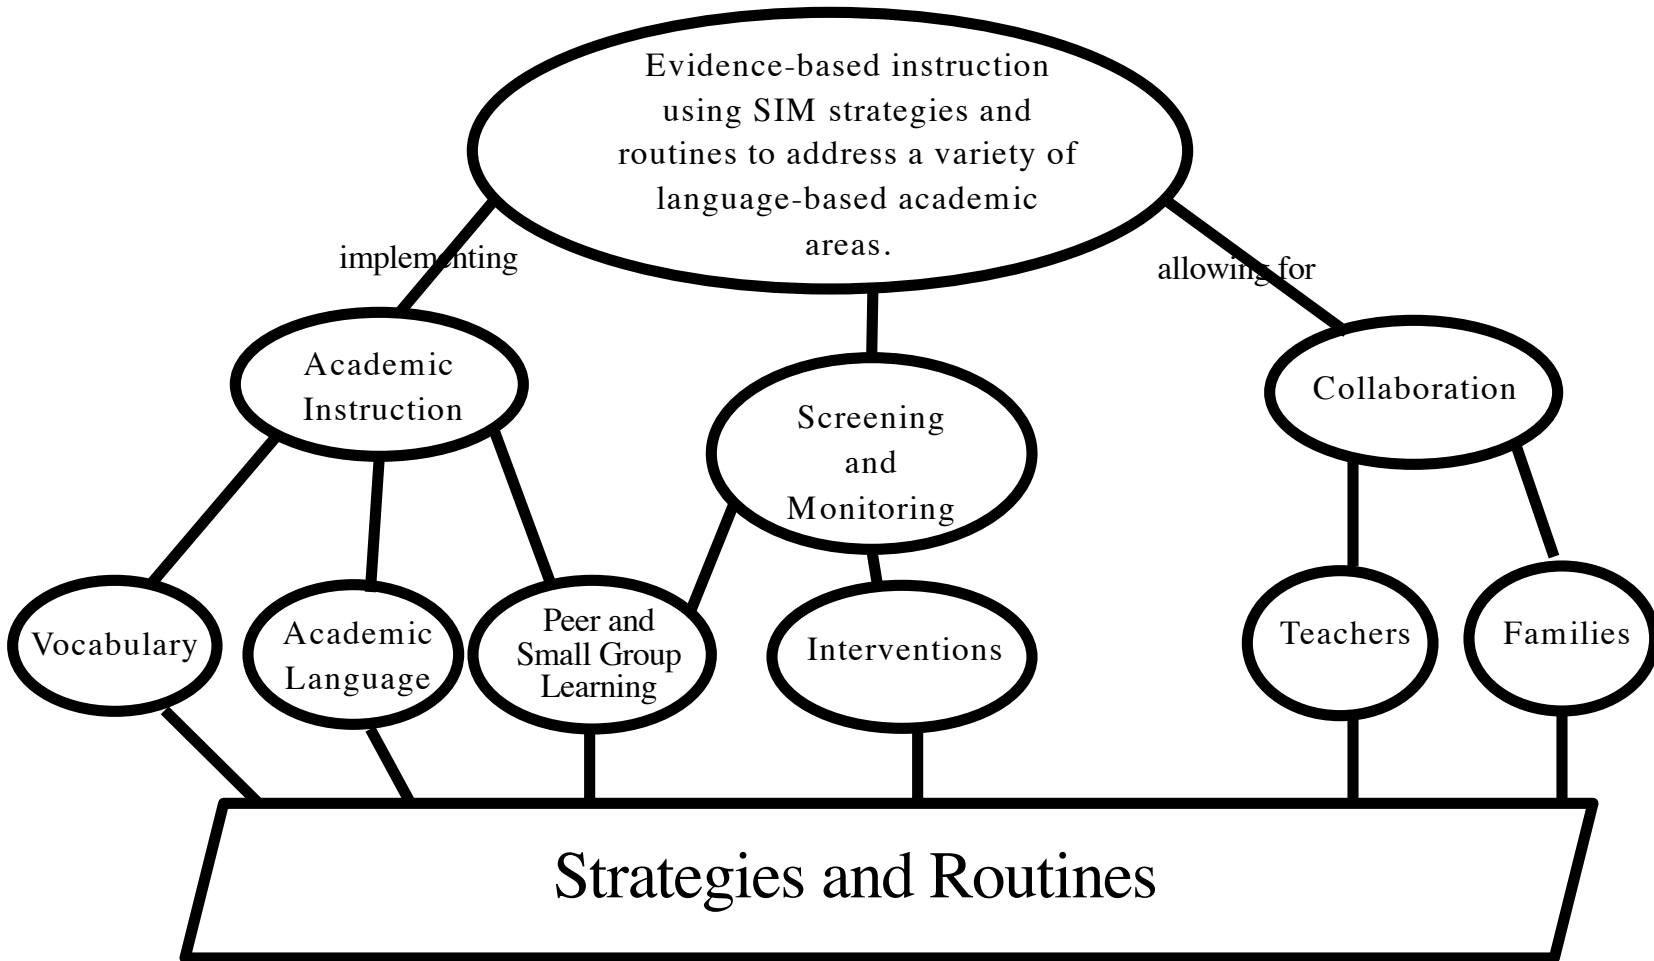 Evidence-based instruction
using SIM strategies and
routines to address a variety of
language-based academic
areas.
implementing
allowing for
Academic
Instruction
Screening
and
Monitoring
Collaboration
Vocabulary
Academic
Language
Peer and
Small Group
Learning
Interventions
Teachers
Families
Strategies and Routines